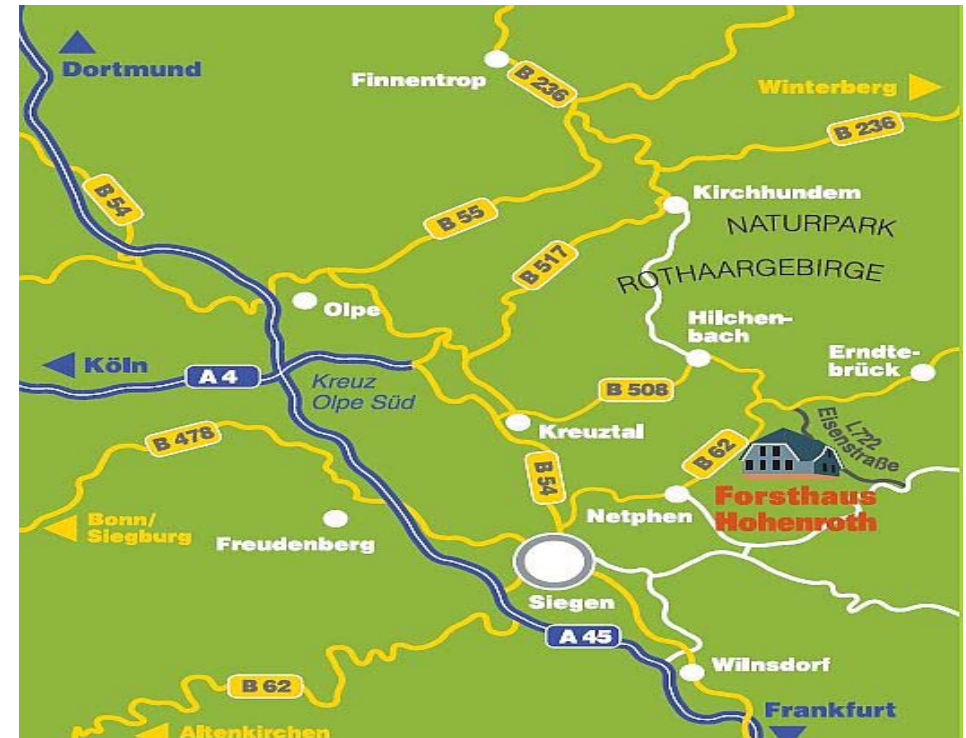 Dortmund
Finnentrop
B 236
Winterberg
B 236
B 54
Kirchhundem
B 55
NATURPARK
B 517
ROTHAARGEBIRGE
Olpe
Hilchen-
bach
Erndte-
brück
Köln
A 4
Kreuz
Olpe Süd
B 508
L722
Eisenstraße
Kreuztal
B 478
B 62
B 54
Forsthaus
Hohenroth
Netphen
Bonn/
Siegburg
Freudenberg
Siegen
A 45
Wilnsdorf
B 62
Frankfurt
Altenkirchen